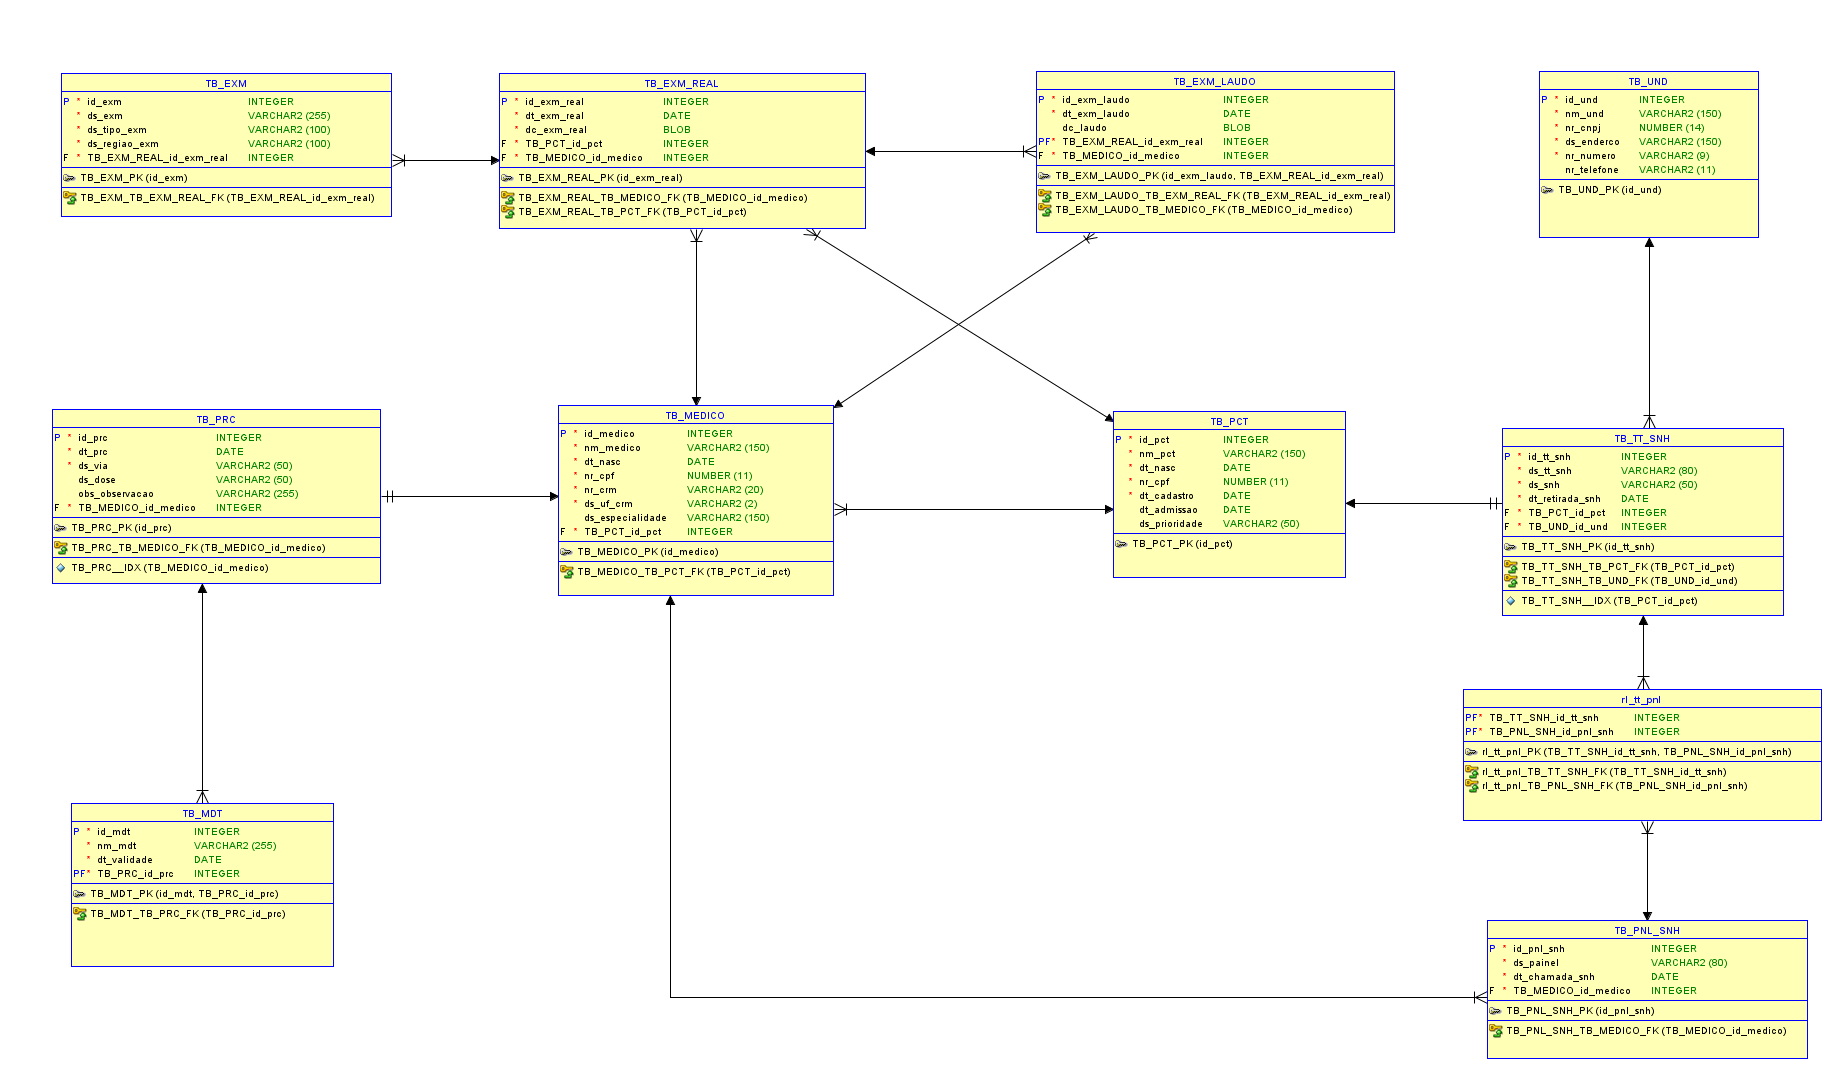 TB_EXM
P * id_exm INTEGER
* ds_exm VARCHAR2 (255)
* ds_tipo_exm VARCHAR2 (100)
* ds_regiao_exm VARCHAR2 (100)
F * TB_EXM_REAL_id_exm_real INTEGER
TB_EXM_PK (id_exm)
TB_EXM_TB_EXM_REAL_FK (TB_EXM_REAL_id_exm_real)
TB_EXM_REAL
P * id_exm_real INTEGER
* dt_exm_real DATE
* dc_exm_real BLOB
F * TB_PCT_id_pct INTEGER
F * TB_MEDICO_id_medico INTEGER
TB_EXM_REAL_PK (id_exm_real)
TB_EXM_REAL_TB_MEDICO_FK (TB_MEDICO_id_medico)
TB_EXM_REAL_TB_PCT_FK (TB_PCT_id_pct)
TB_EXM_LAUDO
P * id_exm_laudo INTEGER
* dt_exm_laudo DATE
dc_laudo BLOB
PF * TB_EXM_REAL_id_exm_real INTEGER
F * TB_MEDICO_id_medico INTEGER
TB_EXM_LAUDO_PK (id_exm_laudo, TB_EXM_REAL_id_exm_real)
TB_EXM_LAUDO_TB_EXM_REAL_FK (TB_EXM_REAL_id_exm_real)
TB_EXM_LAUDO_TB_MEDICO_FK (TB_MEDICO_id_medico)
TB_UND
P * id_und INTEGER
* nm_und VARCHAR2 (150)
* nr_cnpj NUMBER (14)
* ds_enderco VARCHAR2 (150)
* nr_numero VARCHAR2 (9)
nr_telefone VARCHAR2 (11)
TB_UND_PK (id_und)
TB_PRC
P * id_prc INTEGER
* dt_prc DATE
* ds_via VARCHAR2 (50)
ds_dose VARCHAR2 (50)
obs_observacao VARCHAR2 (255)
F * TB_MEDICO_id_medico INTEGER
TB_PRC_PK (id_prc)
TB_PRC_TB_MEDICO_FK (TB_MEDICO_id_medico)
TB_PRC__IDX (TB_MEDICO_id_medico)
TB_MEDICO
P * id_medico INTEGER
* nm_medico VARCHAR2 (150)
* dt_nasc DATE
* nr_cpf NUMBER (11)
* nr_crm VARCHAR2 (20)
* ds_uf_crm VARCHAR2 (2)
ds_especialidade VARCHAR2 (150)
F * TB_PCT_id_pct INTEGER
TB_MEDICO_PK (id_medico)
TB_MEDICO_TB_PCT_FK (TB_PCT_id_pct)
TB_PCT
P * id_pct INTEGER
* nm_pct VARCHAR2 (150)
* dt_nasc DATE
* nr_cpf NUMBER (11)
* dt_cadastro DATE
dt_admissao DATE
ds_prioridade VARCHAR2 (50)
TB_PCT_PK (id_pct)
TB_TT_SNH
P * id_tt_snh INTEGER
* ds_tt_snh VARCHAR2 (80)
* ds_snh VARCHAR2 (50)
* dt_retirada_snh DATE
F * TB_PCT_id_pct INTEGER
F * TB_UND_id_und INTEGER
TB_TT_SNH_PK (id_tt_snh)
TB_TT_SNH_TB_PCT_FK (TB_PCT_id_pct)
TB_TT_SNH_TB_UND_FK (TB_UND_id_und)
TB_TT_SNH__IDX (TB_PCT_id_pct)
rl_tt_pnl
PF* TB_TT_SNH_id_tt_snh INTEGER
PF* TB_PNL_SNH_id_pnl_snh INTEGER
rl_tt_pnl_PK (TB_TT_SNH_id_tt_snh, TB_PNL_SNH_id_pnl_snh)
rl_tt_pnl_TB_TT_SNH_FK (TB_TT_SNH_id_tt_snh)
rl_tt_pnl_TB_PNL_SNH_FK (TB_PNL_SNH_id_pnl_snh)
TB_MDT
P * id_mdt INTEGER
* nm_mdt VARCHAR2 (255)
* dt_validade DATE
PF* TB_PRC_id_prc INTEGER
TB_MDT_PK (id_mdt, TB_PRC_id_prc)
TB_MDT_TB_PRC_FK (TB_PRC_id_prc)
TB_PNL_SNH
P * id_pnl_snh INTEGER
* ds_painel VARCHAR2 (80)
* dt_chamada_snh DATE
F * TB_MEDICO_id_medico INTEGER
TB_PNL_SNH_PK (id_pnl_snh)
TB_PNL_SNH_TB_MEDICO_FK (TB_MEDICO_id_medico)